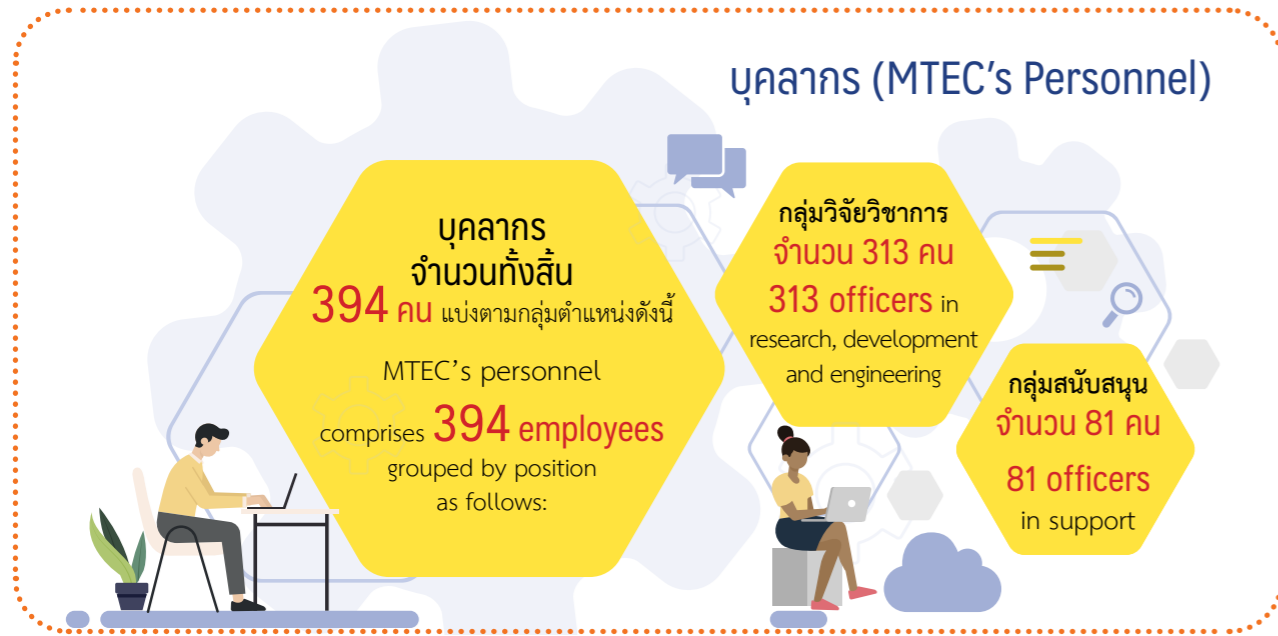 บุคลากร (MTEC's Personnel)
บุคลากร
จำนวนทั้งสิ้น
394 คน แบ่งตามกลุ่มตำแหน่งดังนี้
MTEC's personnel
comprises 394 employees
grouped by position
as follows:
กลุ่มวิจัยวิชาการ
จำนวน 313 คน
313 officers in
research, development
and engineering
กลุ่มสนับสนุน
จำนวน 81 คน
81 officers
in support